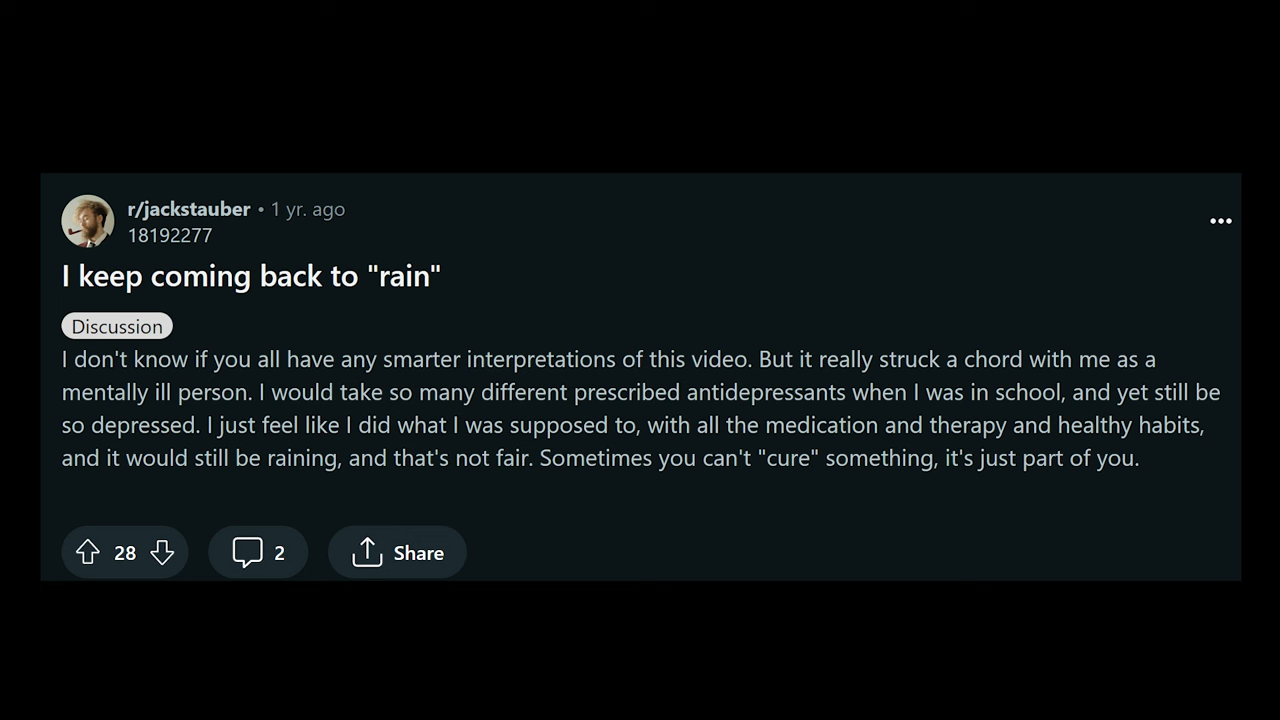 r/jackstauber • 1 yr. ago
18192277
I keep coming back to "rain"
Discussion
I don't know if you all have any smarter interpretations of this video. But it really struck a chord with me as a
mentally ill person. I would take so many different prescribed antidepressants when I was in school, and yet still be
so depressed. I just feel like I did what I was supposed to, with all the medication and therapy and healthy habits,
and it would still be raining, and that's not fair. Sometimes you can't "cure" something, it's just part of you.
28 2 Share